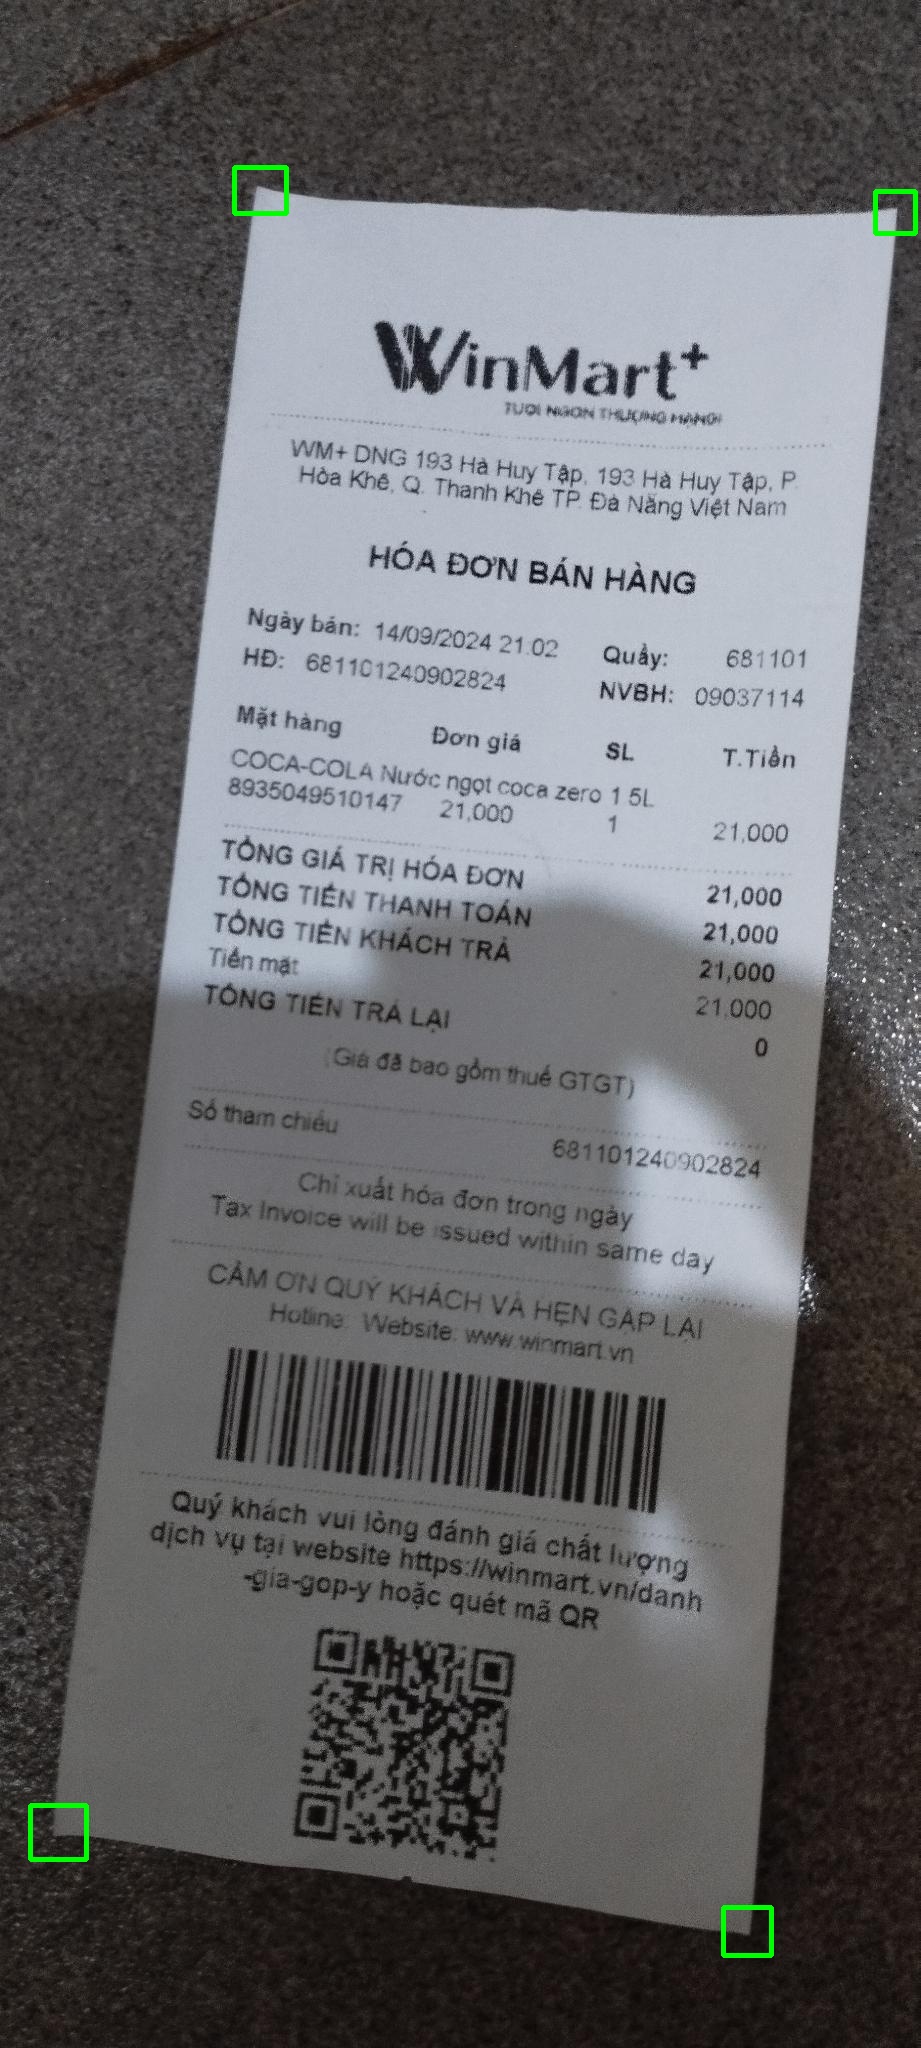 WinMart+
TƯƠI NGON THƯỢNG HẠNG!
WM+ DNG 193 Hà Huy Tập, 193 Hà Huy Tập, P.
Hòa Khê, Q. Thanh Khê TP. Đà Nẵng Việt Nam
HÓA ĐƠN BÁN HÀNG
Ngày bán: 14/09/2024 21:02 Quầy: 681101
HĐ: 681101240902824 NVBH: 09037114
Mặt hàng Đơn giá SL T.Tiền
COCA-COLA Nước ngọt coca zero 1.5L
8935049510147 21,000 1 21,000
TỔNG GIÁ TRỊ HÓA ĐƠN 21,000
TỔNG TIỀN THANH TOÁN 21,000
TỔNG TIỀN KHÁCH TRẢ 21,000
Tiền mặt 21,000
TỔNG TIỀN TRẢ LẠI 0
(Giá đã bao gồm thuế GTGT)
Số tham chiếu 681101240902824
Chỉ xuất hóa đơn trong ngày
Tax Invoice will be issued within same day
CẢM ƠN QUÝ KHÁCH VÀ HẸN GẶP LẠI
Hotline: Website: www.winmart.vn
Quý khách vui lòng đánh giá chất lượng
dịch vụ tại website https://winmart.vn/danh
-gia-gop-y hoặc quét mã QR